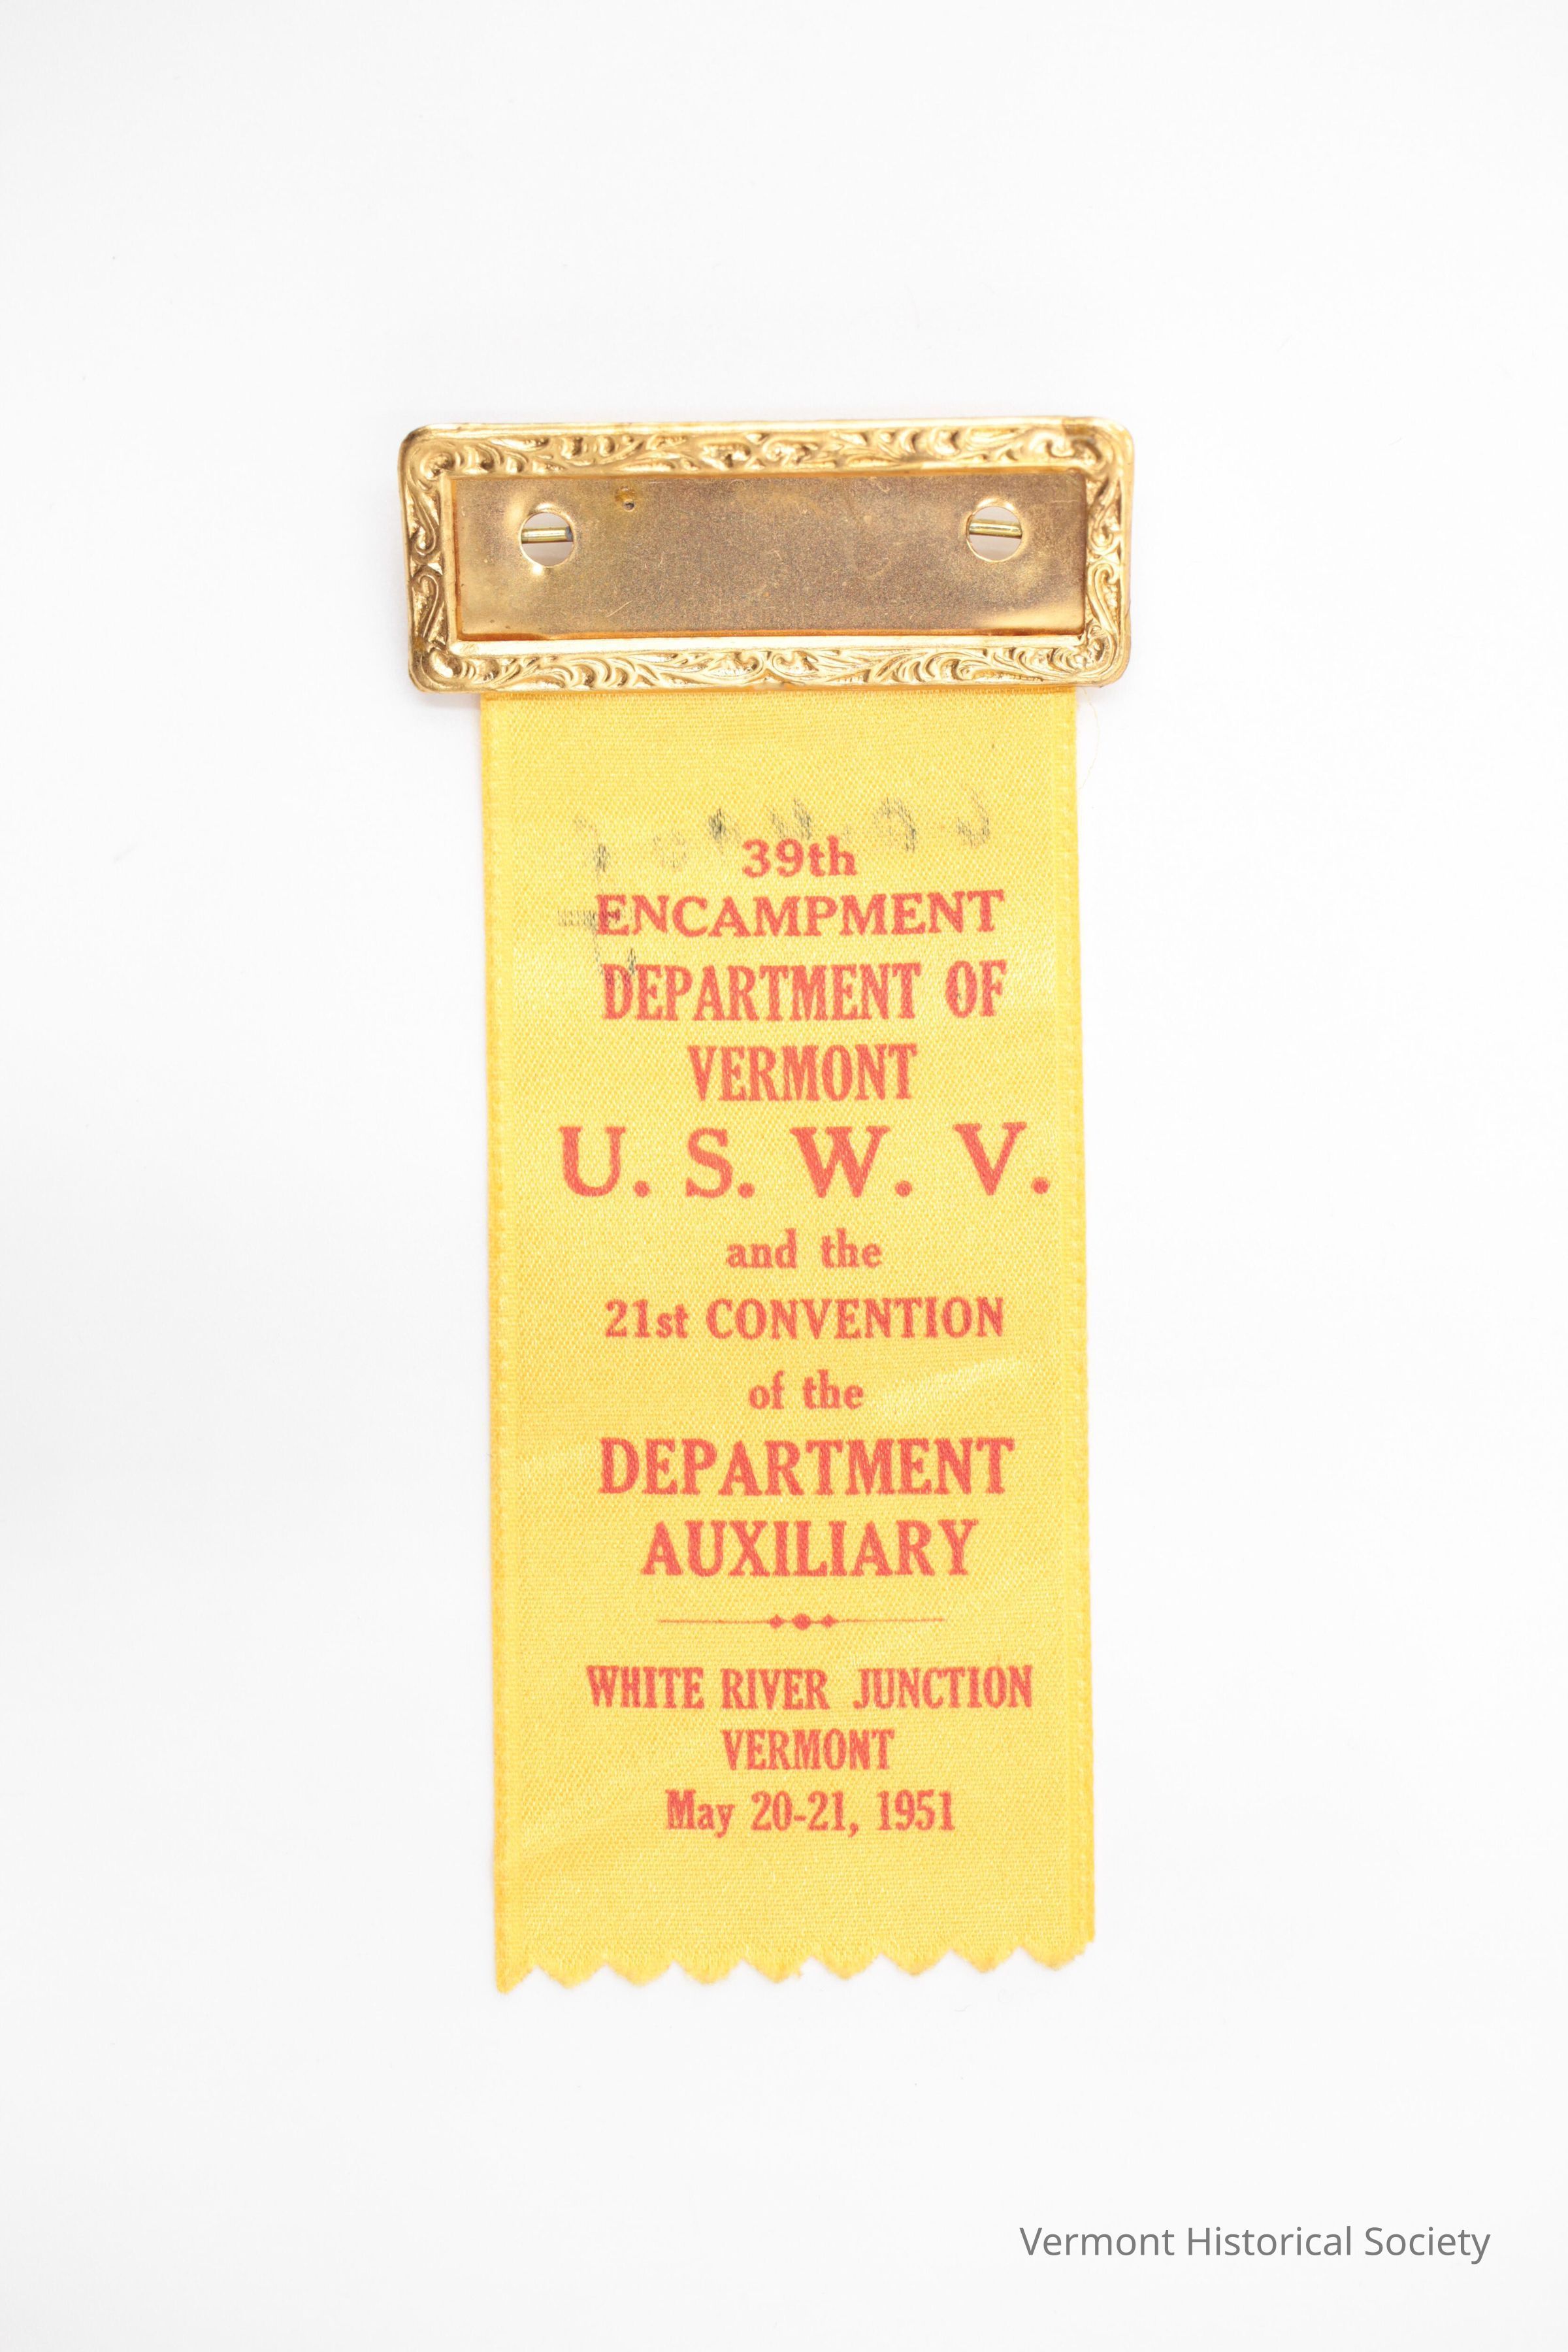 39th
ENCAMPMENT
DEPARTMENT OF
VERMONT
U. S. W. V.
and the
21st CONVENTION
of the
DEPARTMENT
AUXILIARY
WHITE RIVER JUNCTION
VERMONT
May 20-21, 1951
Vermont Historical Society